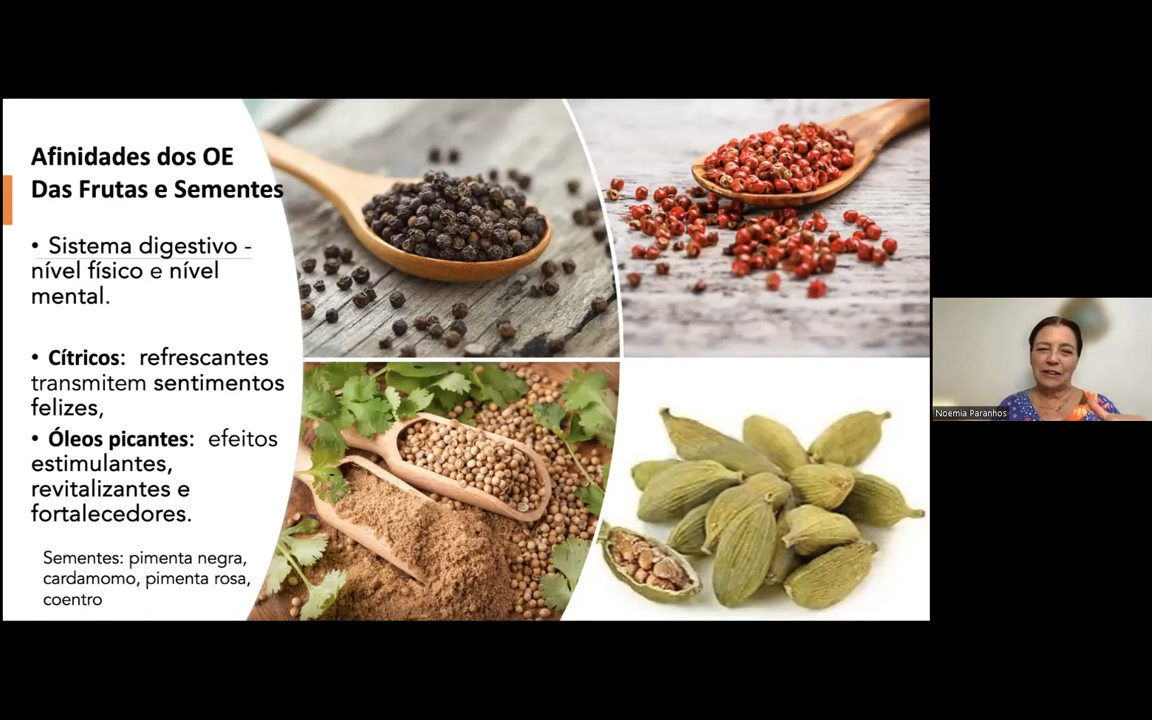 Afinidades dos OE
Das Frutas e Sementes
• Sistema digestivo -
nível físico e nível
mental.
• Cítricos: refrescantes
transmitem sentimentos
felizes,
• Óleos picantes: efeitos
estimulantes,
revitalizantes e
fortalecedores.
Sementes: pimenta negra,
cardamomo, pimenta rosa,
coentro
Noemia Paranhos